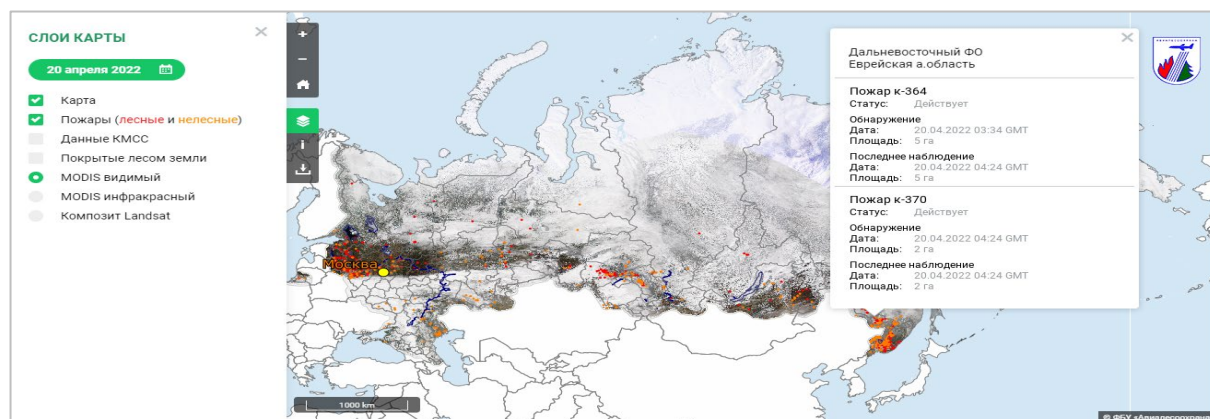 СЛОИ КАРТЫ
20 апреля 2022
Карта
Пожары (лесные и нелесные)
Данные КМСС
Покрытые лесом земли
MODIS видимый
MODIS инфракрасный
Композит Landsat
+
−
i
Москва
1000 km
Дальневосточный ФО
Еврейская а.область
Пожар к-364
Статус: Действует
Обнаружение
Дата: 20.04.2022 03:34 GMT
Площадь: 5 га
Последнее наблюдение
Дата: 20.04.2022 04:24 GMT
Площадь: 5 га
Пожар к-370
Статус: Действует
Обнаружение
Дата: 20.04.2022 04:24 GMT
Площадь: 2 га
Последнее наблюдение
Дата: 20.04.2022 04:24 GMT
Площадь: 2 га
© ФБУ «Авиалесоохрана